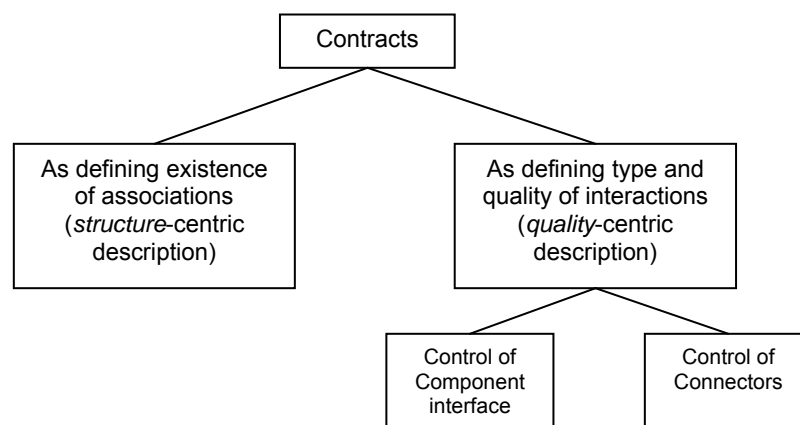 Contracts
As defining existence
of associations
(structure-centric
description)
As defining type and
quality of interactions
(quality-centric
description)
Control of
Component
interface
Control of
Connectors